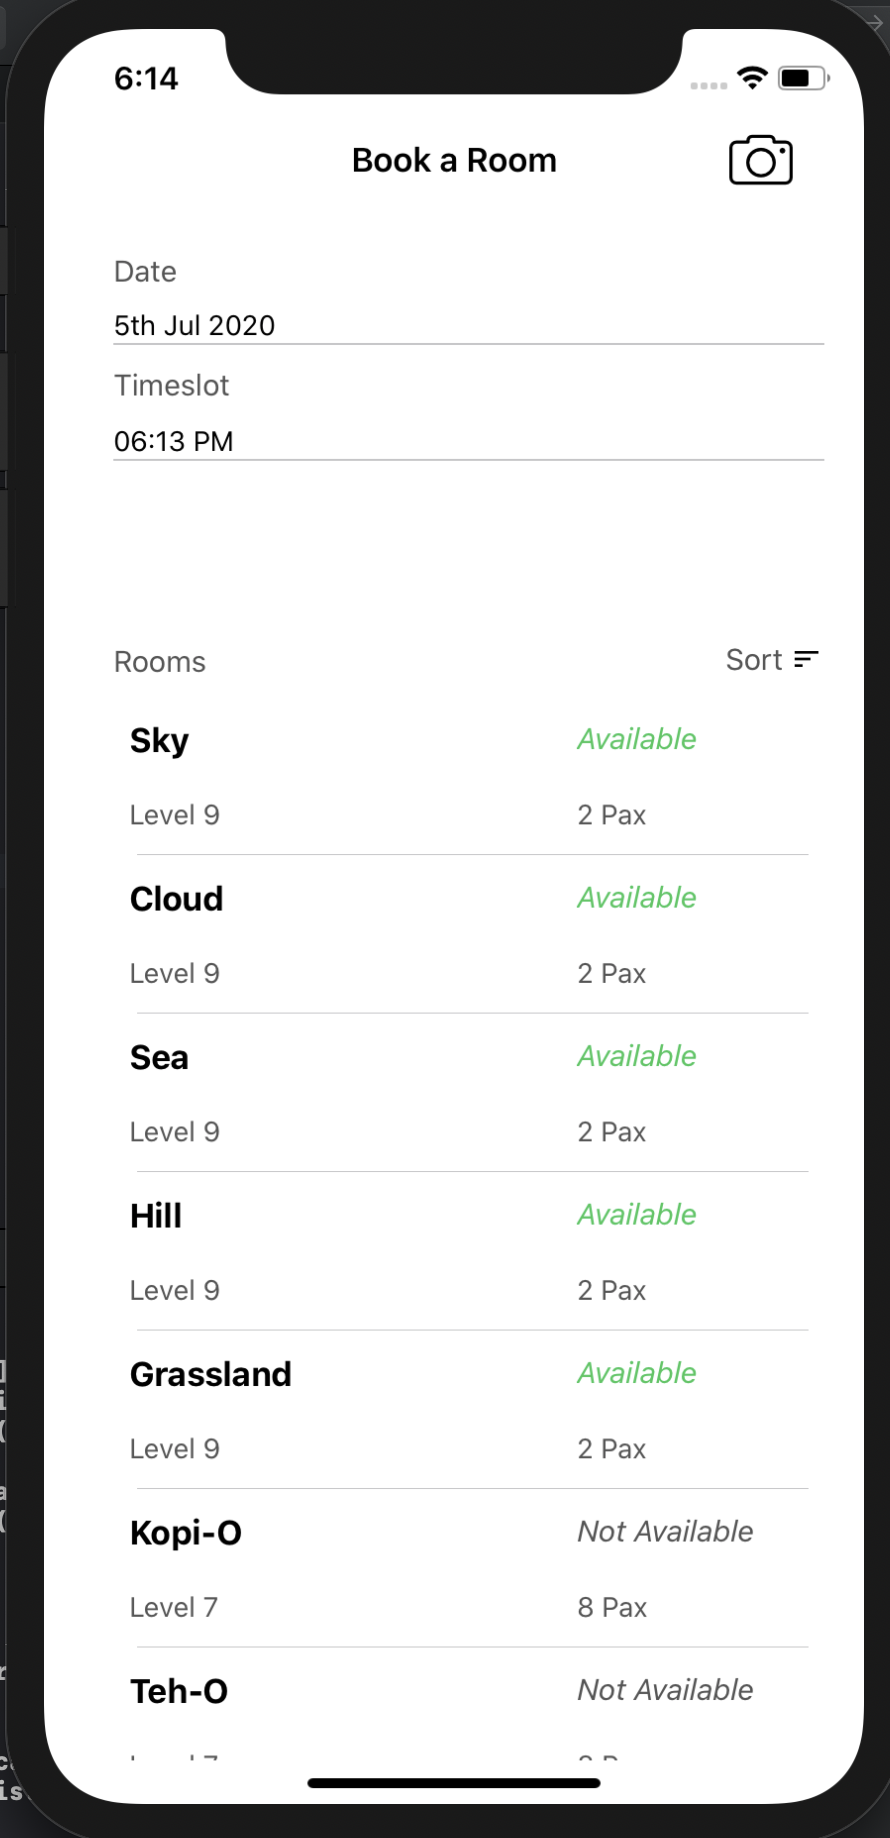 6:14
Book a Room
Date
5th Jul 2020
Timeslot
06:13 PM
Rooms
Sort
Sky
Available
Level 9
2 Pax
Cloud
Available
Level 9
2 Pax
Sea
Available
Level 9
2 Pax
Hill
Available
Level 9
2 Pax
Grassland
Available
Level 9
2 Pax
Kopi-O
Not Available
Level 7
8 Pax
Teh-O
Not Available